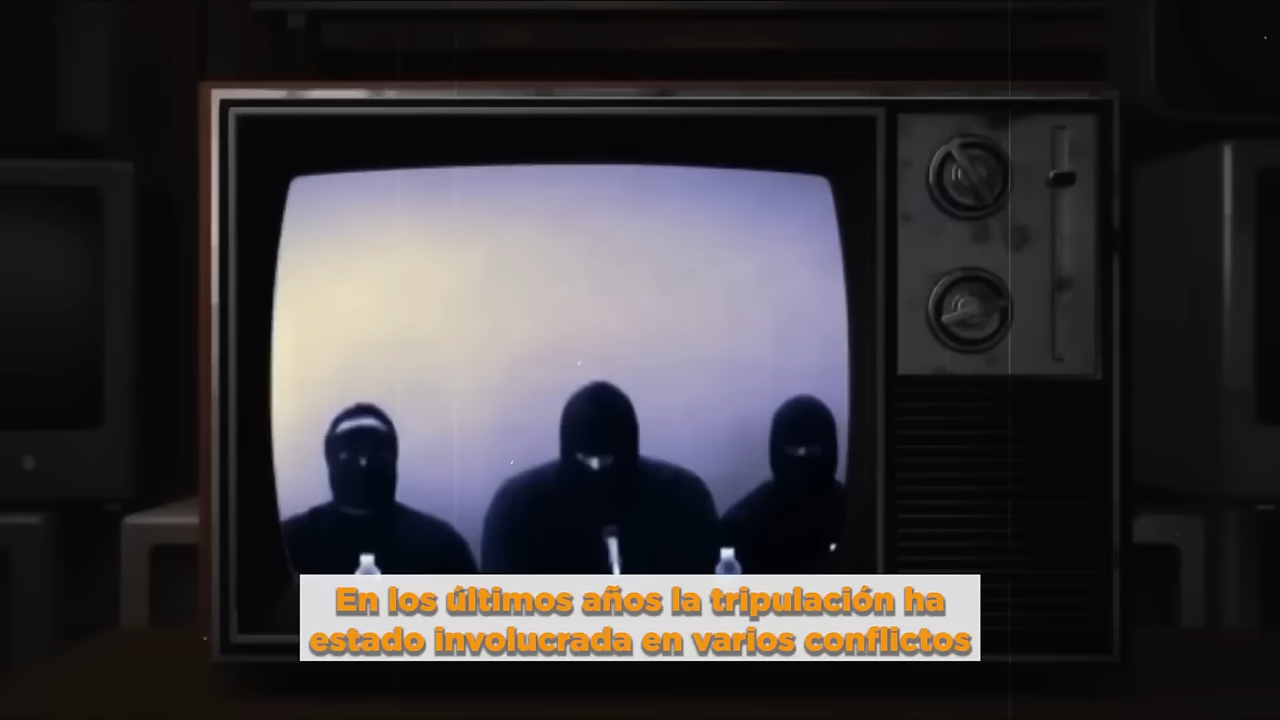 En los últimos años la tripulación ha
estado involucrada en varios conflictos